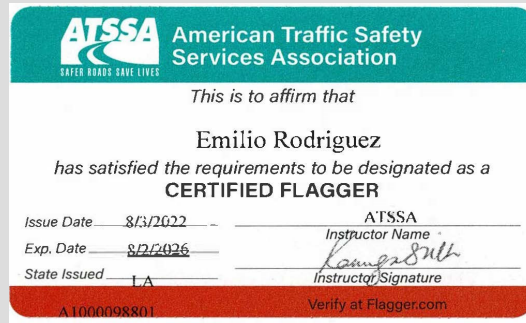 ATSSA
SAFER ROADS SAVE LIVES
American Traffic Safety
Services Association
This is to affirm that
Emilio Rodriguez
has satisfied the requirements to be designated as a
CERTIFIED FLAGGER
Issue Date 8/3/2022
ATSSA
Instructor Name
Exp. Date 8/2/2026
State Issued LA
Instructor Signature
A1000098801
Verify at Flagger.com